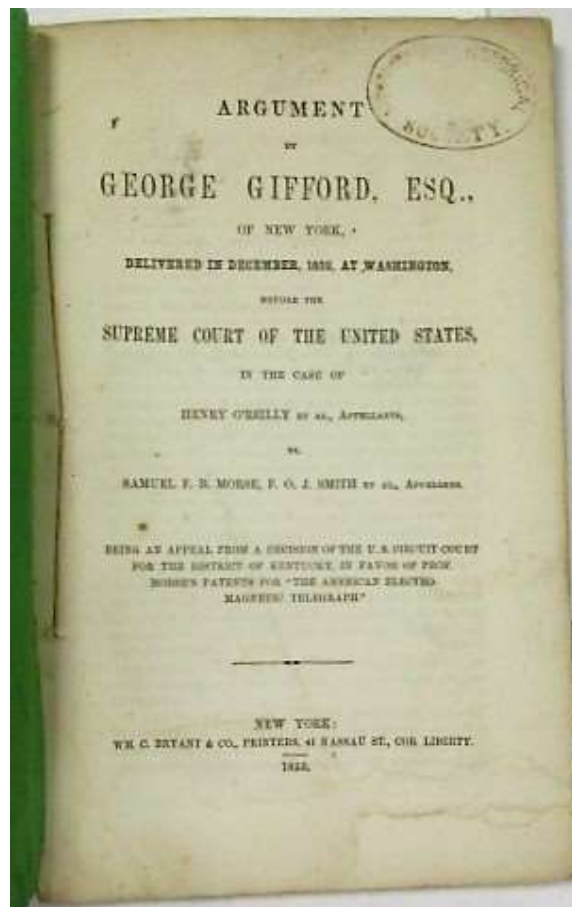 ARGUMENT
BY
GEORGE GIFFORD, ESQ.,
OF NEW YORK,
DELIVERED IN DECEMBER, 1852, AT WASHINGTON,
BEFORE THE
SUPREME COURT OF THE UNITED STATES,
IN THE CASE OF
HENRY O'REILLY ET AL., APPELLANTS,
VS.
SAMUEL F. B. MORSE, F. O. J. SMITH ET AL., APPELLEES.
BEING AN APPEAL FROM A DECISION OF THE U.S. CIRCUIT COURT
FOR THE DISTRICT OF KENTUCKY, IN FAVOR OF PROF.
MORSE'S PATENTS FOR "THE AMERICAN ELECTRO-
MAGNETIC TELEGRAPH."
NEW YORK:
WM. C. BRYANT & CO., PRINTERS, 41 NASSAU ST., COR. LIBERTY.
1853.
SOCIETY.